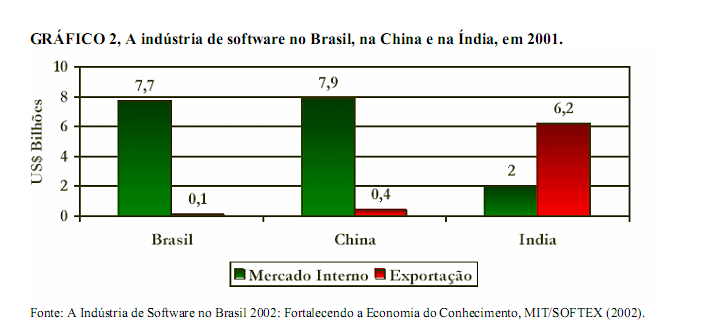 GRÁFICO 2, A indústria de software no Brasil, na China e na Índia, em 2001.
US$ Bilhões
10
8
6
4
2
0
7,7
0,1
7,9
0,4
2
6,2
Brasil
China
India
Mercado Interno Exportação
Fonte: A Indústria de Software no Brasil 2002: Fortalecendo a Economia do Conhecimento, MIT/SOFTEX (2002).